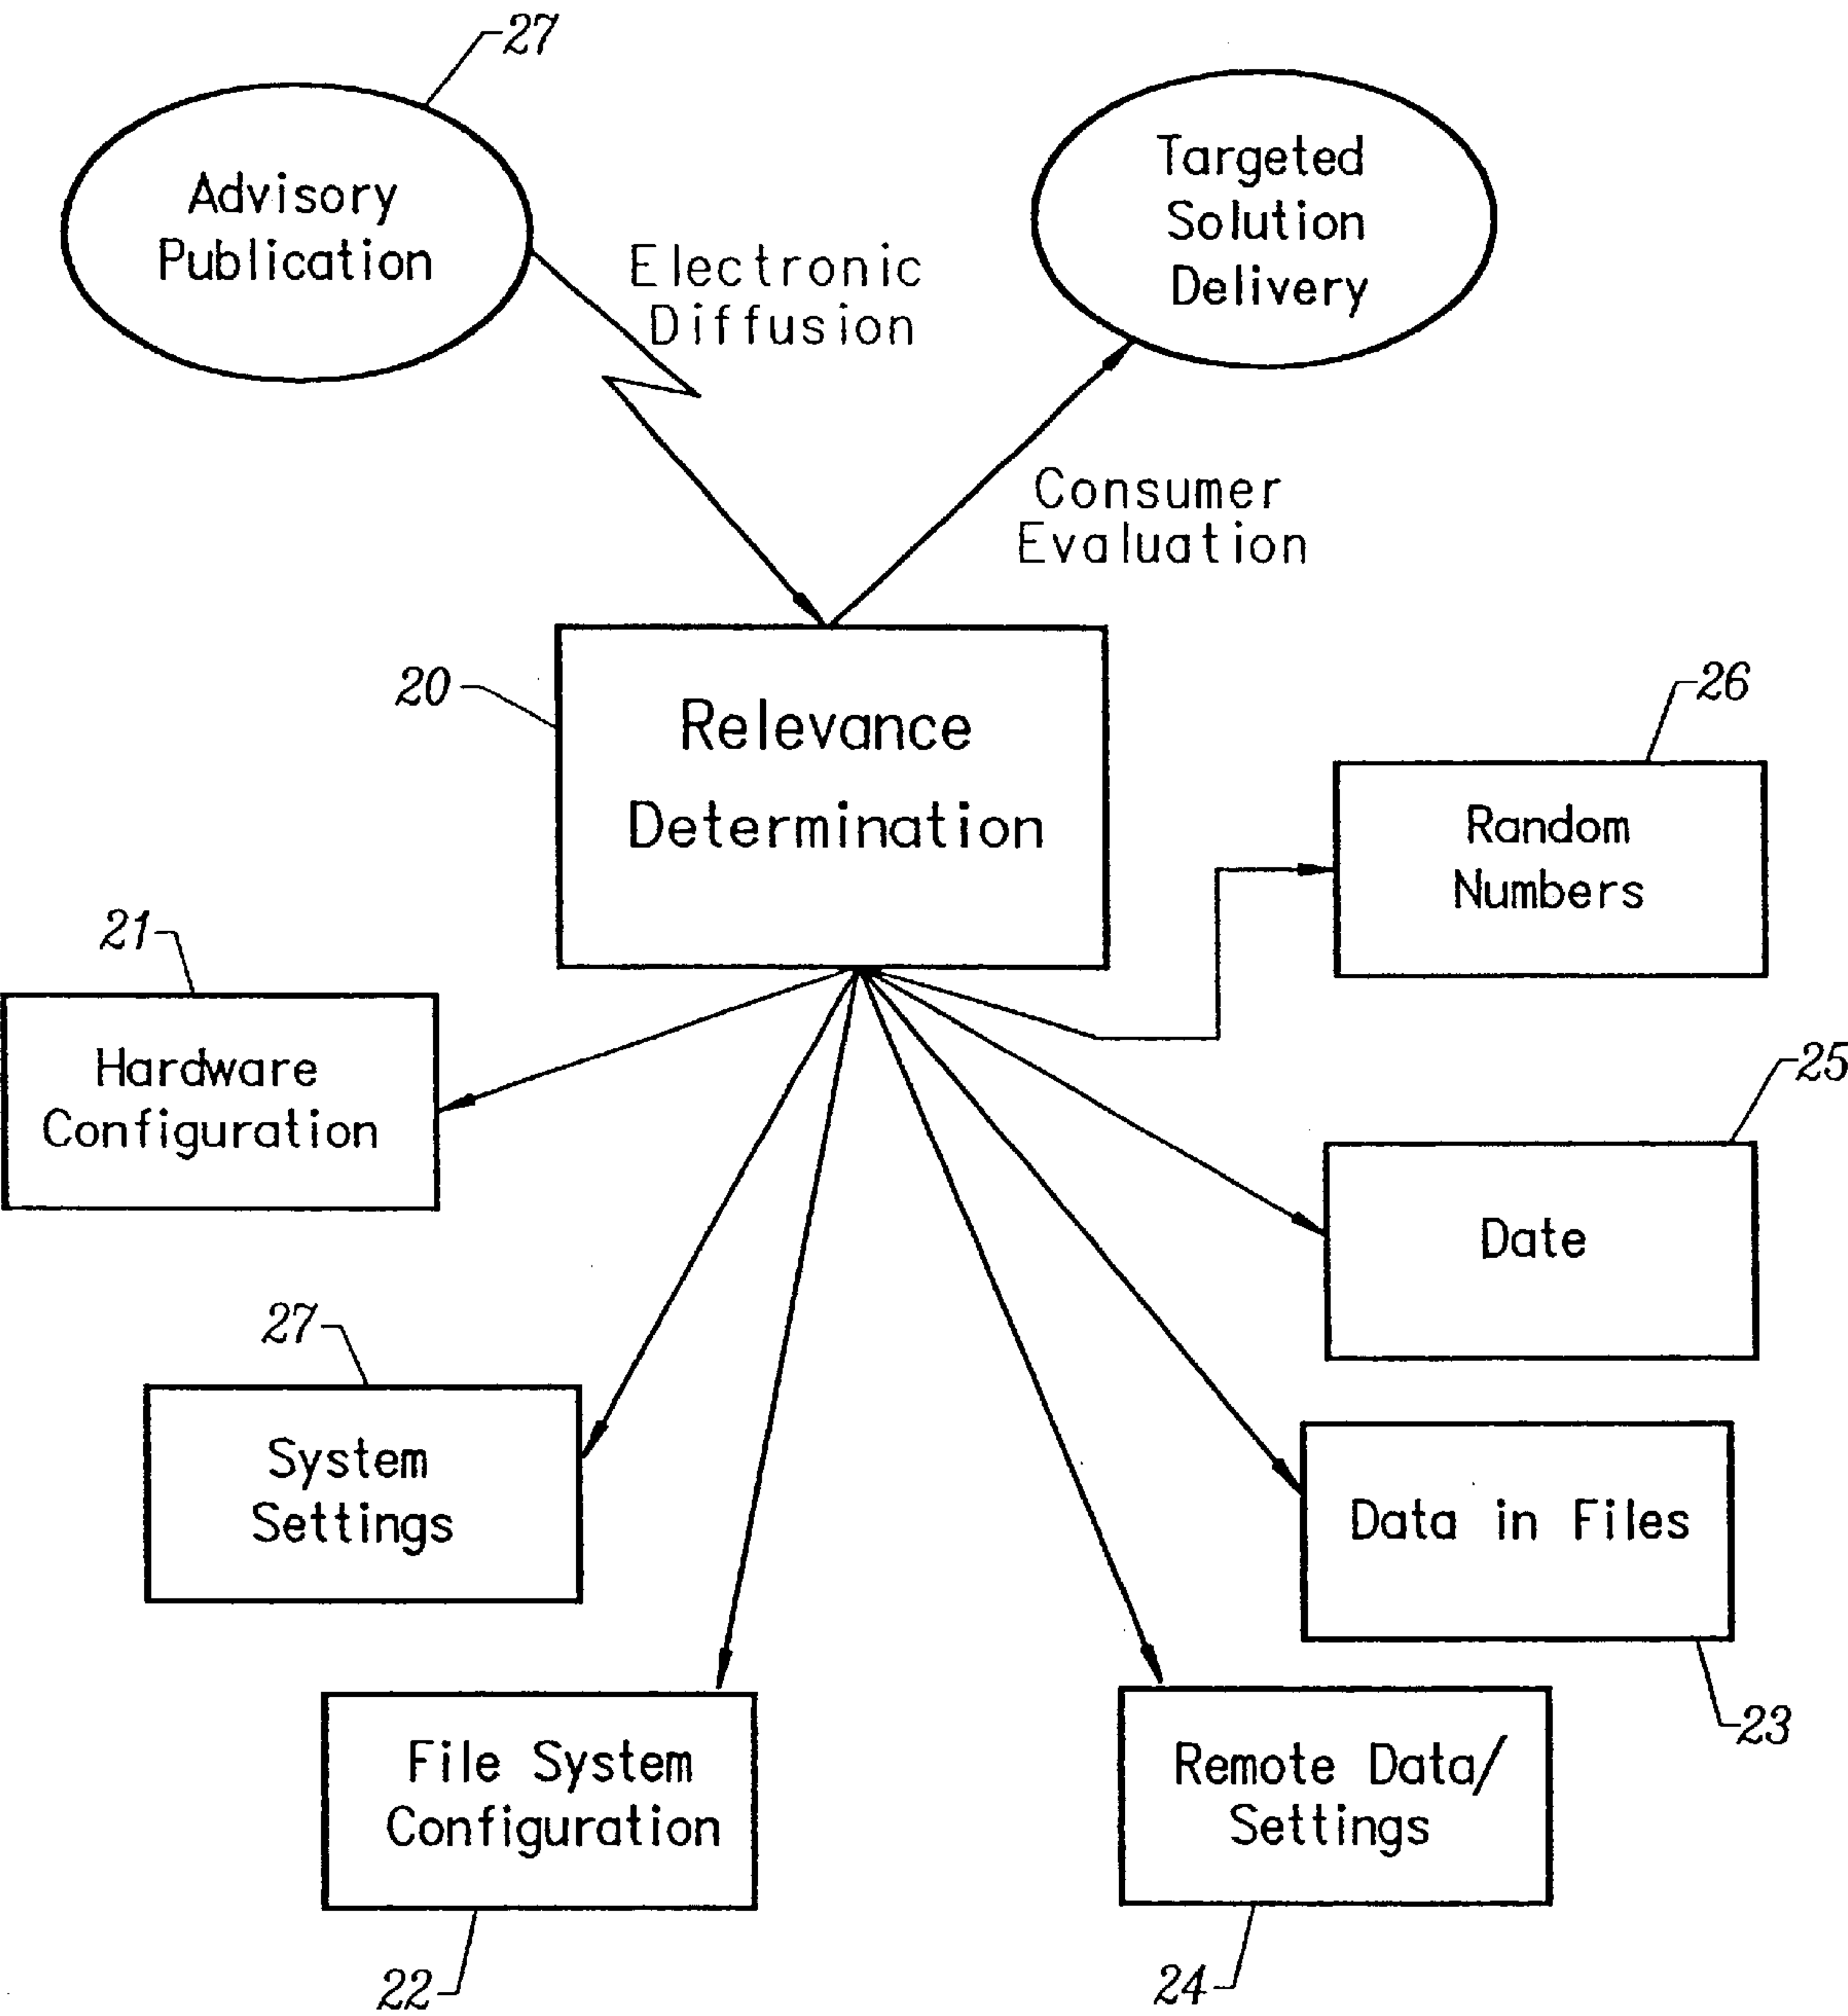 27
Advisory
Publication
Targeted
Solution
Delivery
Electronic
Diffusion
Consumer
Evaluation
20
Relevance
Determination
26
Random
Numbers
21
Hardware
Configuration
25
Date
27
System
Settings
Data in Files
23
File System
Configuration
22
Remote Data/
Settings
24